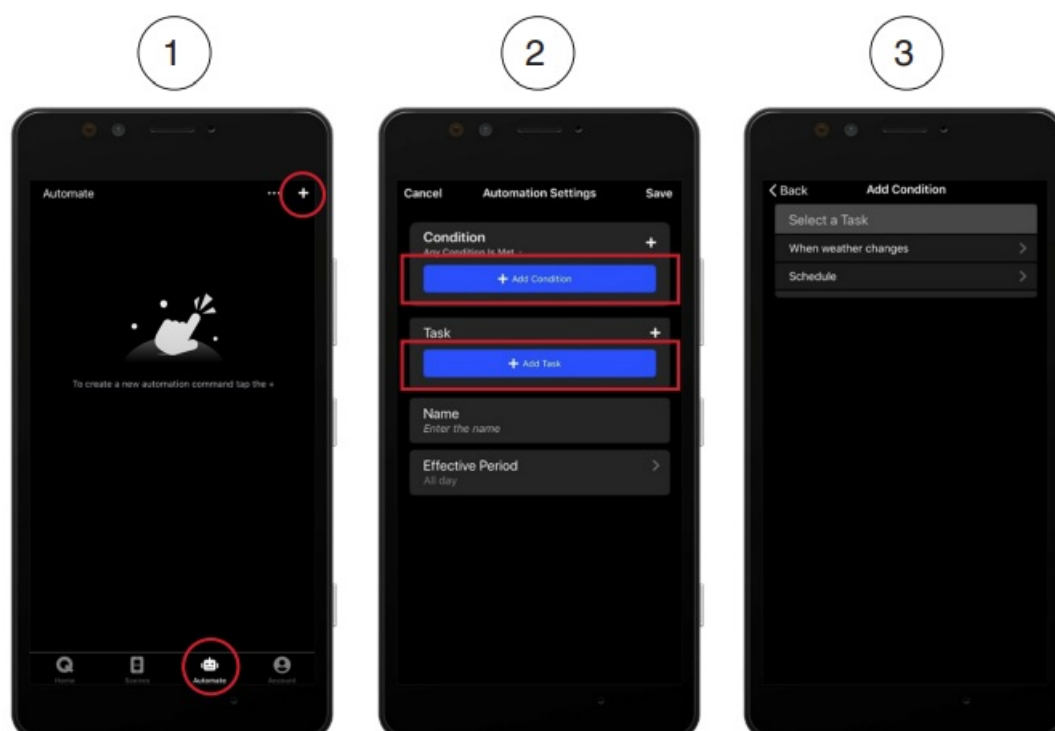 1
2
3
Automate
... +
To create a new automation command tap the +
Home Scenes Automate Account
Cancel Automation Settings Save
Condition +
Any Condition Is Met
+ Add Condition
Task +
+ Add Task
Name
Enter the name
Effective Period >
All day
< Back Add Condition
Select a Task
When weather changes >
Schedule >